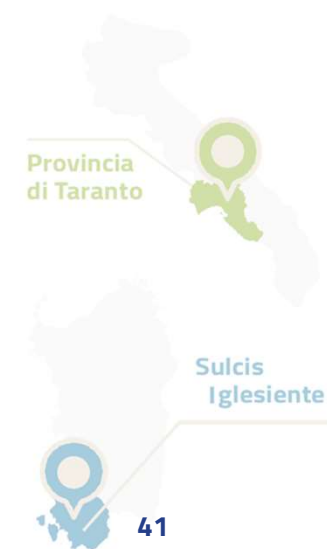 Provincia
di Taranto
Sulcis
Iglesiente
41